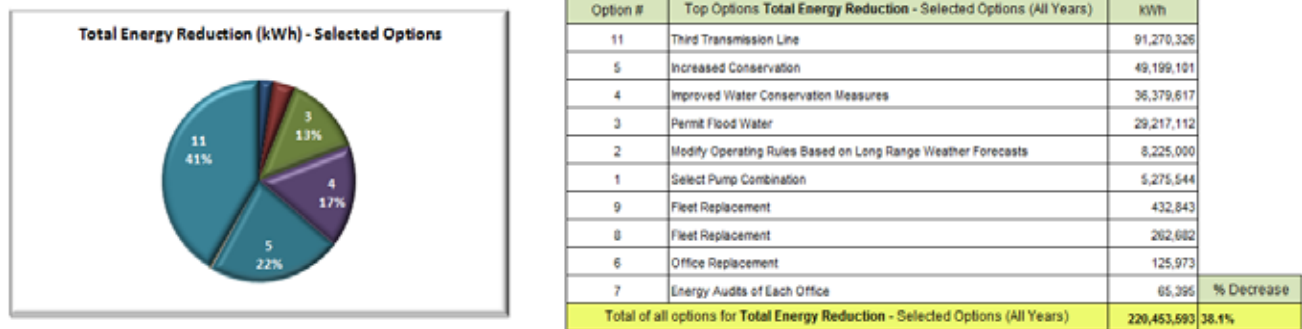 Total Energy Reduction (kWh) - Selected Options
3
13%
11
41%
4
17%
5
22%
Option # Top Options Total Energy Reduction - Selected Options (All Years) kWh
11 Third Transmission Line 91,270,326
5 Increased Conservation 49,199,101
4 Improved Water Conservation Measures 36,379,617
3 Permit Flood Water 29,217,112
2 Modify Operating Rules Based on Long Range Weather Forecasts 8,225,000
1 Select Pump Combination 5,275,544
9 Fleet Replacement 432,843
8 Fleet Replacement 262,682
6 Office Replacement 125,973
7 Energy Audits of Each Office 65,395 % Decrease
Total of all options for Total Energy Reduction - Selected Options (All Years) 220,453,593 38.1%